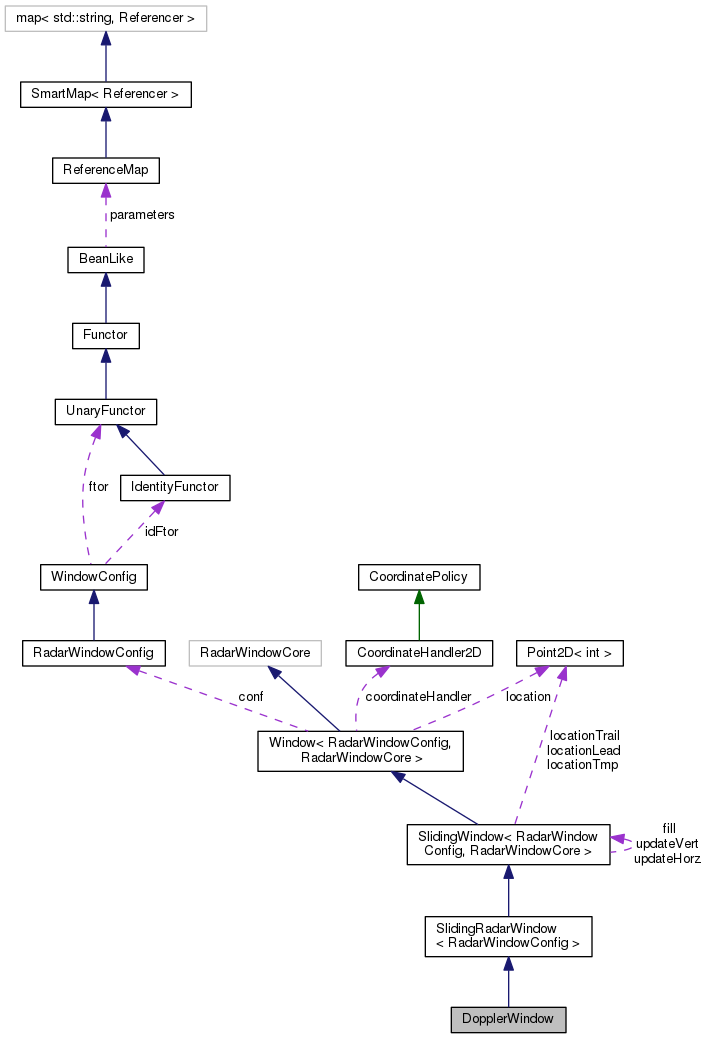 map< std::string, Referencer >
SmartMap< Referencer >
ReferenceMap
parameters
BeanLike
Functor
UnaryFunctor
ftor
IdentityFunctor
idFtor
WindowConfig
CoordinatePolicy
RadarWindowConfig
RadarWindowCore
CoordinateHandler2D
Point2D< int >
conf
coordinateHandler
location
Window< RadarWindowConfig,
RadarWindowCore >
locationTrail
locationLead
locationTmp
SlidingWindow< RadarWindow
Config, RadarWindowCore >
fill
updateVert
updateHorz
SlidingRadarWindow
< RadarWindowConfig >
DopplerWindow